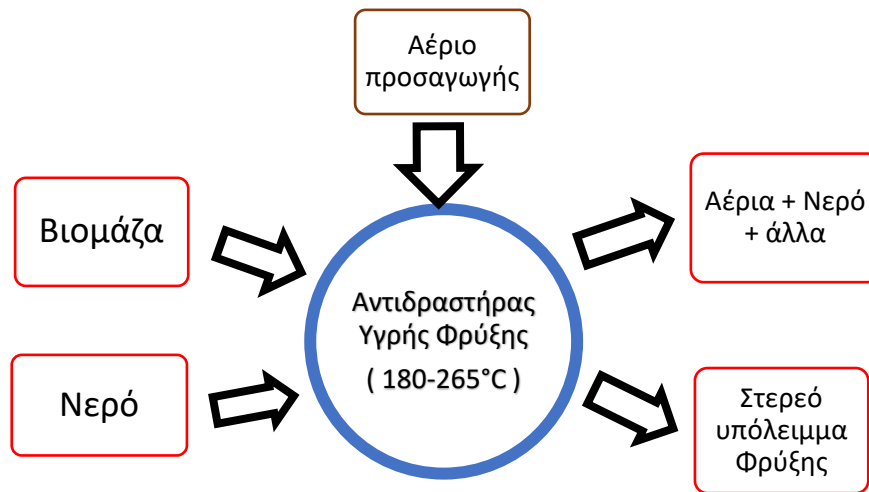 Αέριο
προσαγωγής
Βιομάζα
Αέρια + Νερό
+ άλλα
Αντιδραστήρας
Υγρής Φρύξης
( 180-265°C )
Νερό
Στερεό
υπόλειμμα
Φρύξης